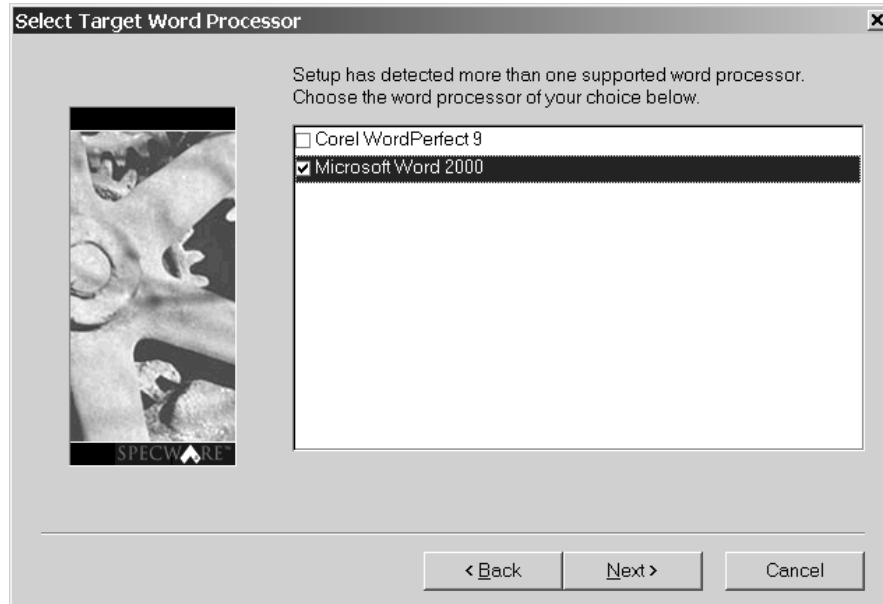 Select Target Word Processor
Setup has detected more than one supported word processor.
Choose the word processor of your choice below.
Corel WordPerfect 9
Microsoft Word 2000
SPECWARE™
< Back
Next >
Cancel